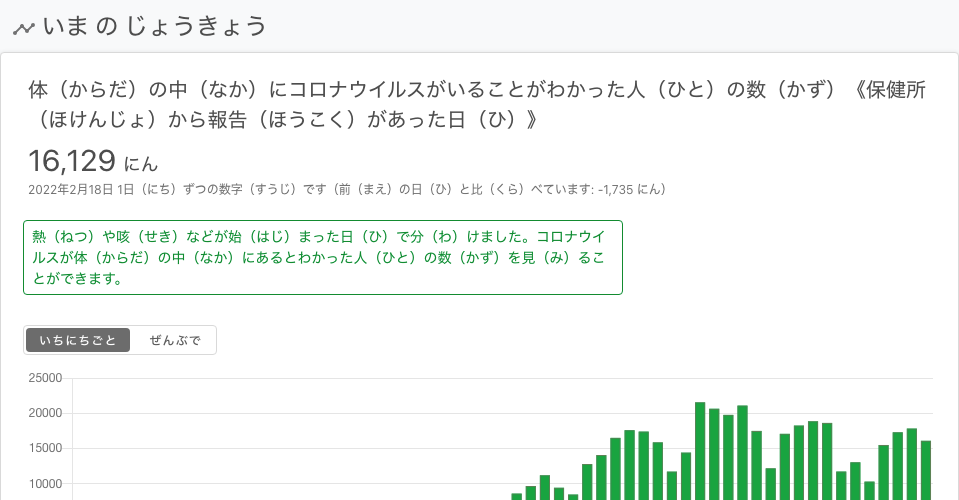 いま の じょうきょう
体（からだ）の中（なか）にコロナウイルスがいることがわかった人（ひと）の数（かず）《保健所
（ほけんじょ）から報告（ほうこく）があった日（ひ）》
16,129 にん
2022年2月18日 1日（にち）ずつの数字（すうじ）です（前（まえ）の日（ひ）と比（くら）べています: -1,735 にん）
熱（ねつ）や咳（せき）などが始（はじ）まった日（ひ）で分（わ）けました。コロナウイ
ルスが体（からだ）の中（なか）にあるとわかった人（ひと）の数（かず）を見（み）るこ
とができます。
いちにちごと ぜんぶで
25000
20000
15000
10000